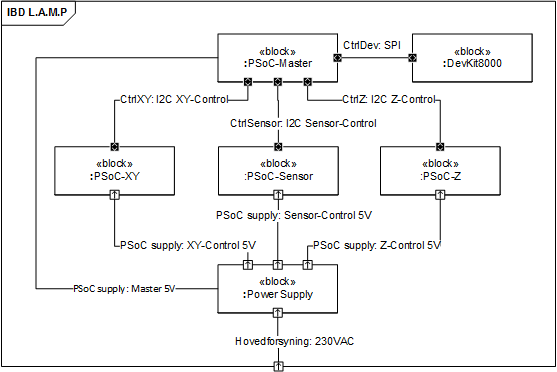 IBD L.A.M.P
«block»
:PSoC-Master
CtrlDev: SPI
«block»
:DevKit8000
CtrlXY: I2C XY-Control
CtrlZ: I2C Z-Control
CtrlSensor: I2C Sensor-Control
«block»
:PSoC-XY
«block»
:PSoC-Sensor
«block»
:PSoC-Z
PSoC supply: Sensor-Control 5V
PSoC supply: XY-Control 5V
PSoC supply: Z-Control 5V
«block»
:Power Supply
PSoC supply: Master 5V
Hovedforsyning: 230VAC